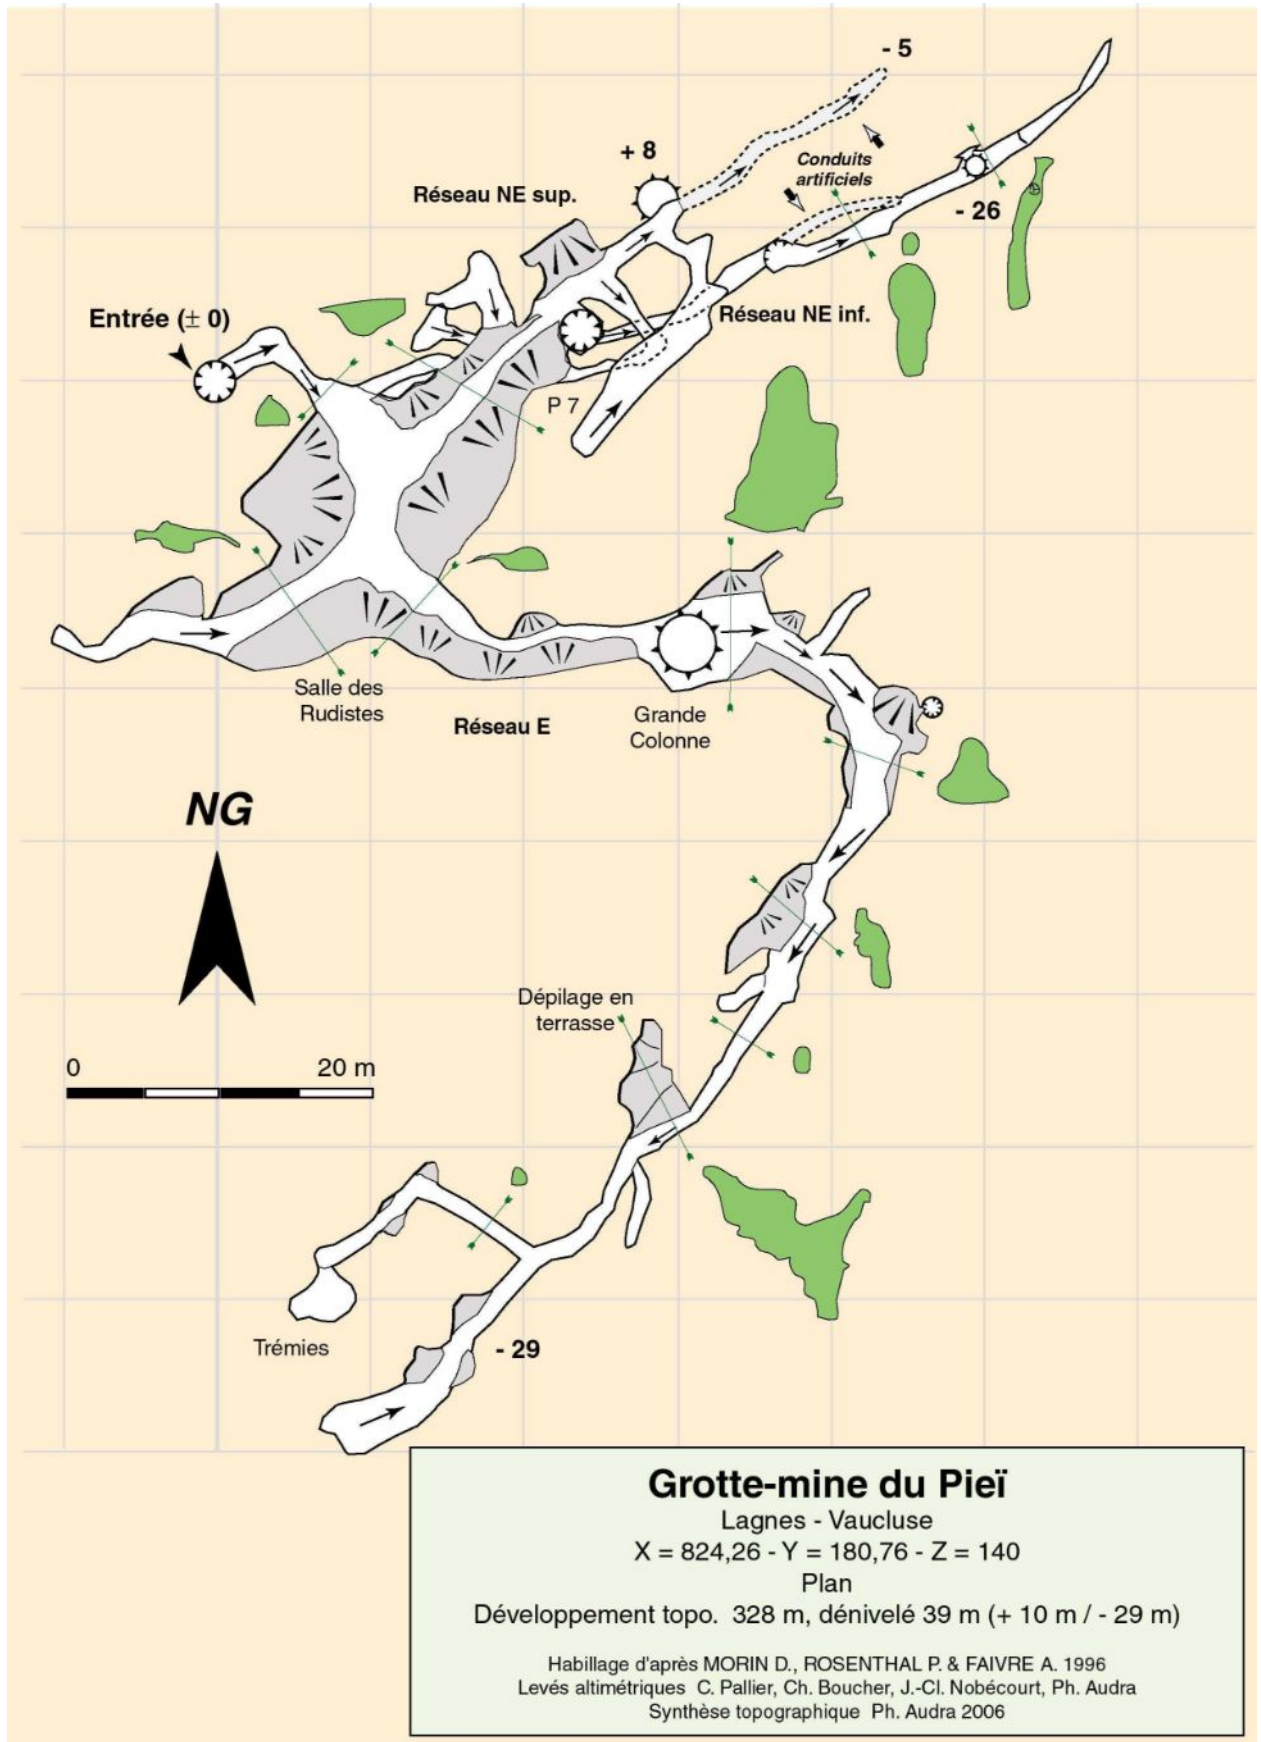 - 5
+ 8
Conduits
artificiels
Réseau NE sup.
- 26
Entrée (± 0)
Réseau NE inf.
P 7
Salle des
Rudistes
Réseau E
Grande
Colonne
NG
Dépilage en
terrasse
0 20 m
Trémies
- 29
Grotte-mine du Pieï
Lagnes - Vaucluse
X = 824,26 - Y = 180,76 - Z = 140
Plan
Développement topo. 328 m, dénivelé 39 m (+ 10 m / - 29 m)
Habillage d'après MORIN D., ROSENTHAL P. & FAIVRE A. 1996
Levés altimétriques C. Pallier, Ch. Boucher, J.-Cl. Nobécourt, Ph. Audra
Synthèse topographique Ph. Audra 2006